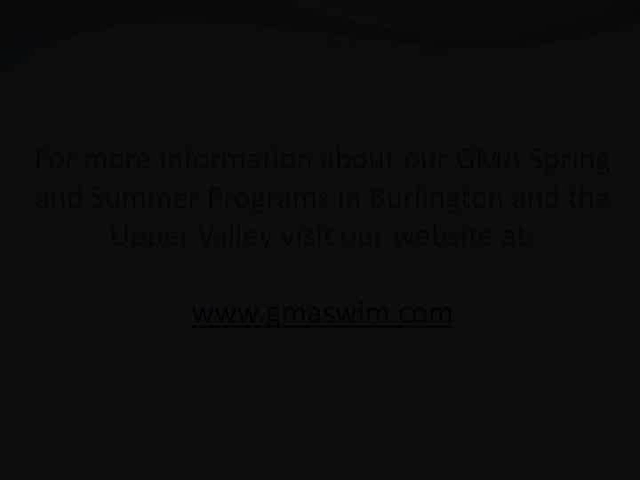 For more information about our GMA Spring
and Summer Programs in Burlington and the
Upper Valley visit our website at:
www.gmaswim.com